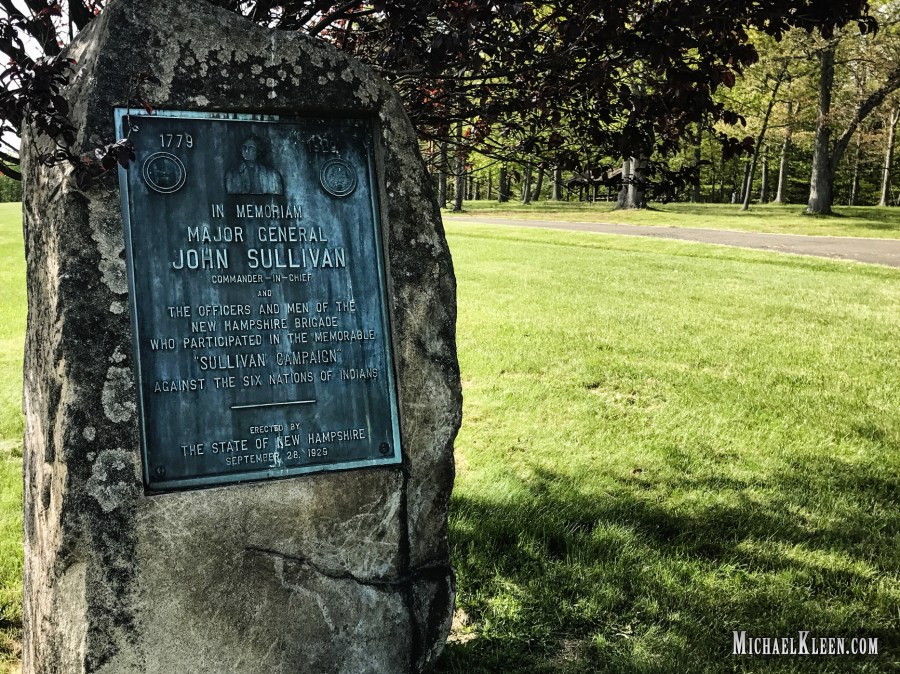 1779
IN MEMORIAM
MAJOR GENERAL
JOHN SULLIVAN
COMMANDER-IN-CHIEF
AND
THE OFFICERS AND MEN OF THE
NEW HAMPSHIRE BRIGADE
WHO PARTICIPATED IN THE MEMORABLE
"SULLIVAN CAMPAIGN"
AGAINST THE SIX NATIONS OF INDIANS
ERECTED BY
THE STATE OF NEW HAMPSHIRE
SEPTEMBER 28, 1929
MICHAELKLEEN.COM